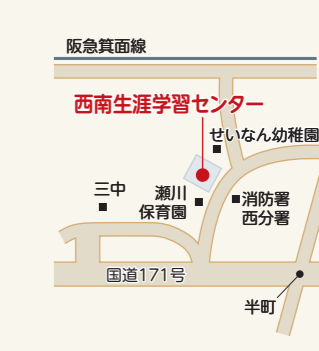 阪急箕面線
西南生涯学習センター
せいなん幼稚園
三中
瀬川
保育園
消防署
西分署
国道171号
半町